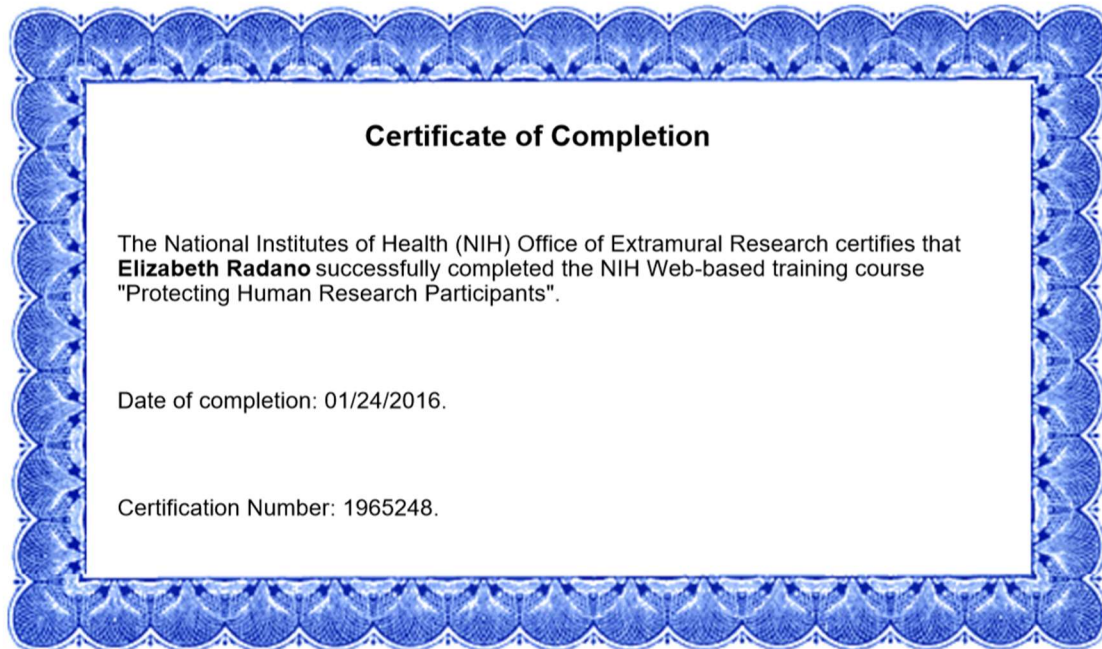 Certificate of Completion
The National Institutes of Health (NIH) Office of Extramural Research certifies that
Elizabeth Radano successfully completed the NIH Web-based training course
"Protecting Human Research Participants".
Date of completion: 01/24/2016.
Certification Number: 1965248.